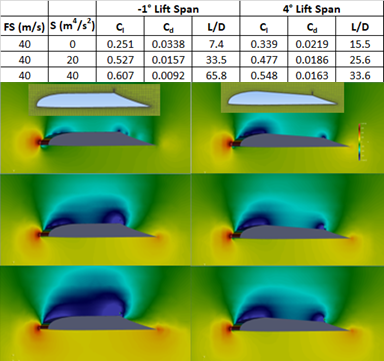 -1° Lift Span 4° Lift Span
FS (m/s) S (m⁴/s²) Cl Cd L/D Cl Cd L/D
40 0 0.251 0.0338 7.4 0.339 0.0219 15.5
40 20 0.527 0.0157 33.5 0.477 0.0186 25.6
40 40 0.607 0.0092 65.8 0.548 0.0163 33.6